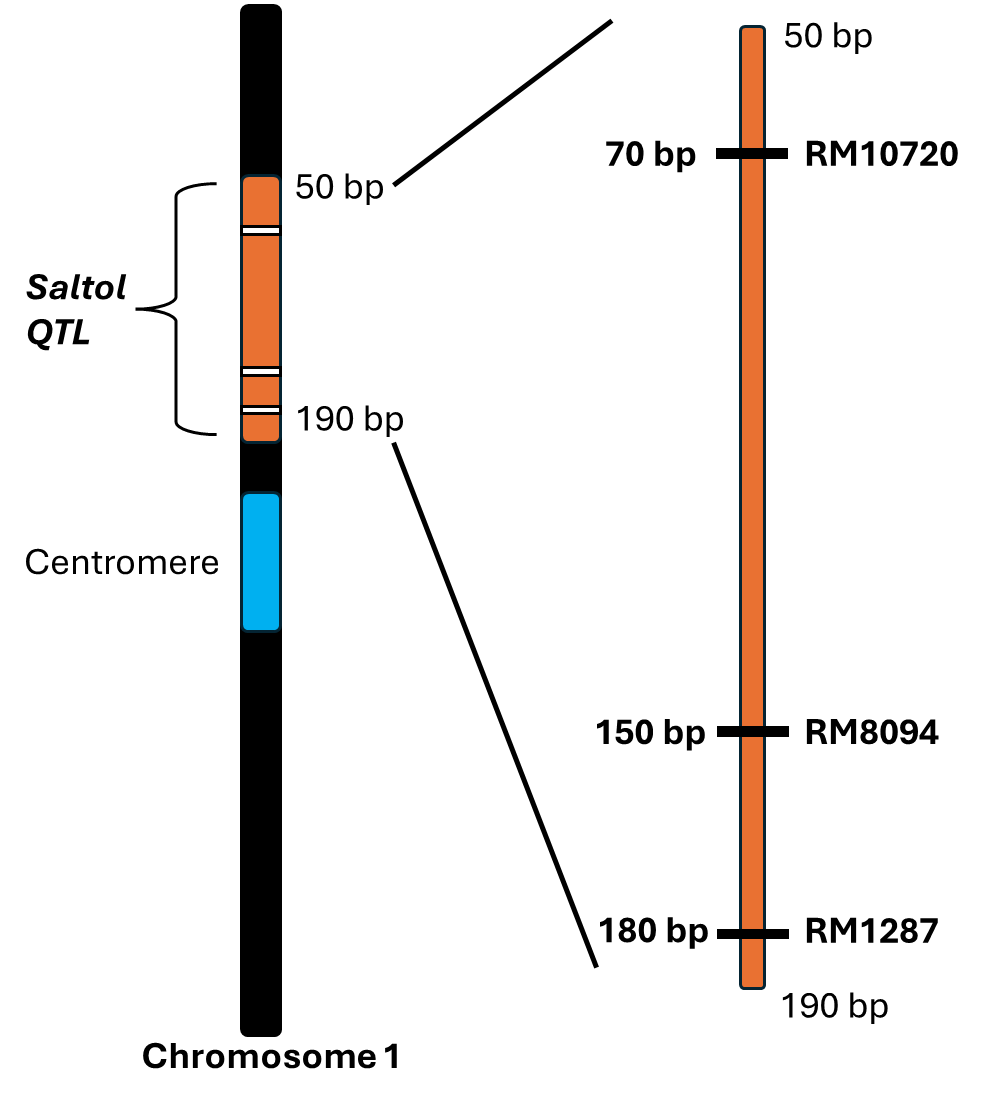 50 bp
70 bp
RM10720
50 bp
Saltol
QTL
190 bp
Centromere
150 bp
RM8094
180 bp
RM1287
190 bp
Chromosome 1